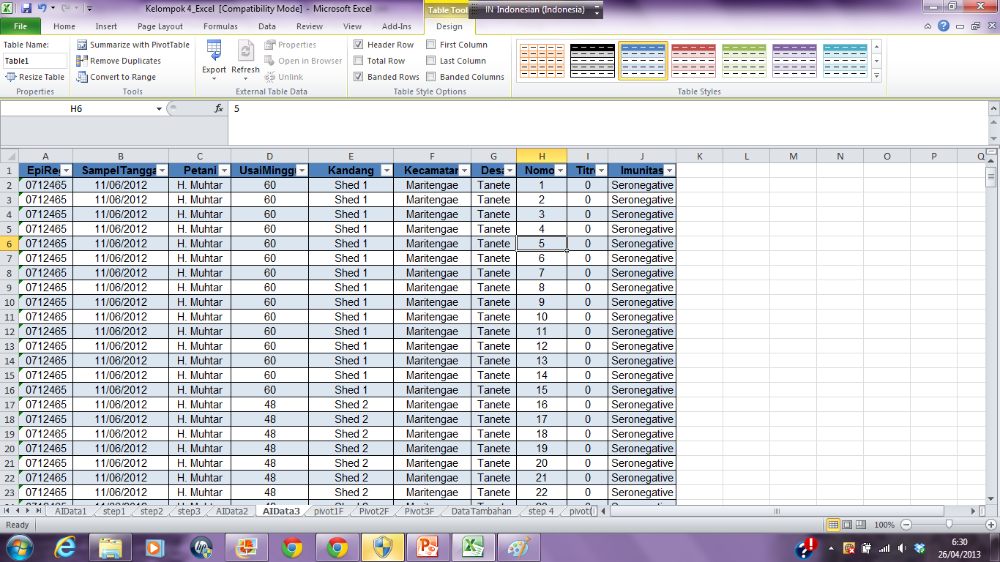 Kelompok 4_Excel [Compatibility Mode] - Microsoft Excel
Table Tools
IN Indonesian (Indonesia)
File Home Insert Page Layout Formulas Data Review View Add-Ins Design
Table Name:
Table1
Resize Table
Properties
Summarize with PivotTable
Remove Duplicates
Convert to Range
Tools
Export Refresh
Properties
Open in Browser
Unlink
External Table Data
Header Row First Column
Total Row Last Column
Banded Rows Banded Columns
Table Style Options
Table Styles
H6 fx 5
A B C D E F G H I J K L M N O P Q
1 EpiRe SampelTangga Petani UsaiMingg Kandang Kecamatan Desa Nomo Titre Imunitas
2 0712465 11/06/2012 H. Muhtar 60 Shed 1 Maritengae Tanete 1 0 Seronegative
3 0712465 11/06/2012 H. Muhtar 60 Shed 1 Maritengae Tanete 2 0 Seronegative
4 0712465 11/06/2012 H. Muhtar 60 Shed 1 Maritengae Tanete 3 0 Seronegative
5 0712465 11/06/2012 H. Muhtar 60 Shed 1 Maritengae Tanete 4 0 Seronegative
6 0712465 11/06/2012 H. Muhtar 60 Shed 1 Maritengae Tanete 5 0 Seronegative
7 0712465 11/06/2012 H. Muhtar 60 Shed 1 Maritengae Tanete 6 0 Seronegative
8 0712465 11/06/2012 H. Muhtar 60 Shed 1 Maritengae Tanete 7 0 Seronegative
9 0712465 11/06/2012 H. Muhtar 60 Shed 1 Maritengae Tanete 8 0 Seronegative
10 0712465 11/06/2012 H. Muhtar 60 Shed 1 Maritengae Tanete 9 0 Seronegative
11 0712465 11/06/2012 H. Muhtar 60 Shed 1 Maritengae Tanete 10 0 Seronegative
12 0712465 11/06/2012 H. Muhtar 60 Shed 1 Maritengae Tanete 11 0 Seronegative
13 0712465 11/06/2012 H. Muhtar 60 Shed 1 Maritengae Tanete 12 0 Seronegative
14 0712465 11/06/2012 H. Muhtar 60 Shed 1 Maritengae Tanete 13 0 Seronegative
15 0712465 11/06/2012 H. Muhtar 60 Shed 1 Maritengae Tanete 14 0 Seronegative
16 0712465 11/06/2012 H. Muhtar 60 Shed 1 Maritengae Tanete 15 0 Seronegative
17 0712465 11/06/2012 H. Muhtar 48 Shed 2 Maritengae Tanete 16 0 Seronegative
18 0712465 11/06/2012 H. Muhtar 48 Shed 2 Maritengae Tanete 17 0 Seronegative
19 0712465 11/06/2012 H. Muhtar 48 Shed 2 Maritengae Tanete 18 0 Seronegative
20 0712465 11/06/2012 H. Muhtar 48 Shed 2 Maritengae Tanete 19 0 Seronegative
21 0712465 11/06/2012 H. Muhtar 48 Shed 2 Maritengae Tanete 20 0 Seronegative
22 0712465 11/06/2012 H. Muhtar 48 Shed 2 Maritengae Tanete 21 0 Seronegative
23 0712465 11/06/2012 H. Muhtar 48 Shed 2 Maritengae Tanete 22 0 Seronegative
AIData1 step1 step2 step3 AIData2 AIData3 pivot1F Pivot2F Pivot3F DataTambahan step 4 pivot(
Ready 100%
6:30
26/04/2013